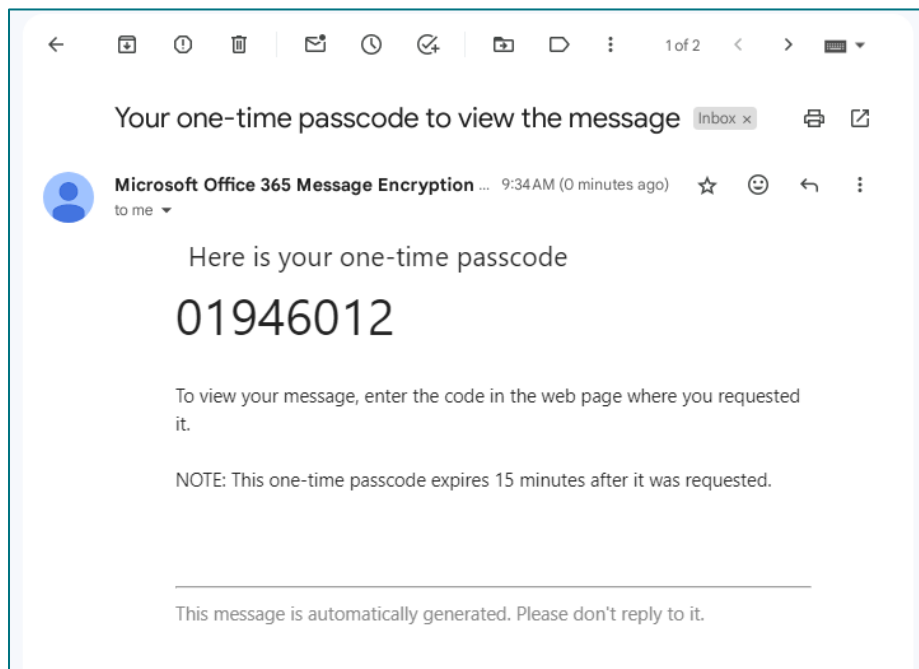 1 of 2
Your one-time passcode to view the message Inbox ×
Microsoft Office 365 Message Encryption ... 9:34 AM (0 minutes ago)
to me
Here is your one-time passcode
01946012
To view your message, enter the code in the web page where you requested
it.
NOTE: This one-time passcode expires 15 minutes after it was requested.
This message is automatically generated. Please don't reply to it.